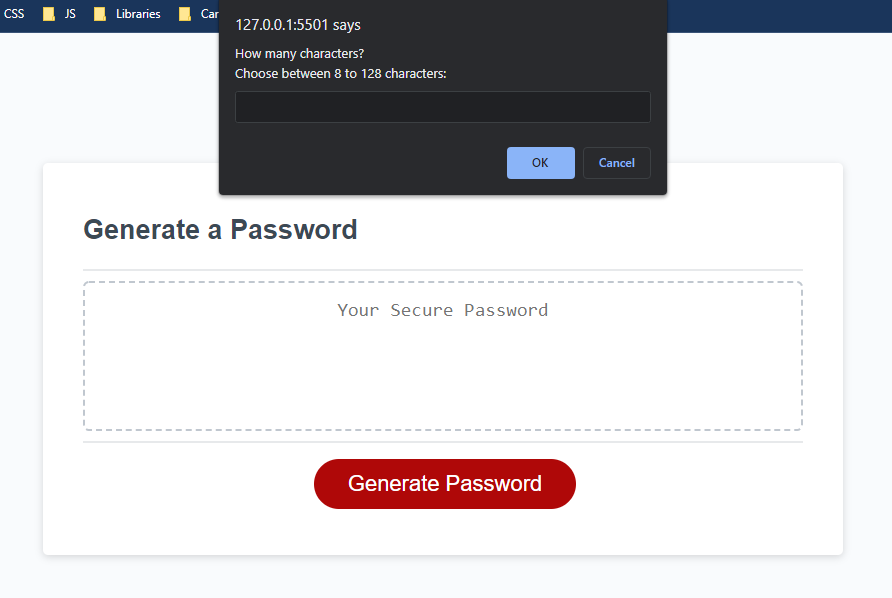 CSS JS Libraries Car
127.0.0.1:5501 says
How many characters?
Choose between 8 to 128 characters:
OK Cancel
Generate a Password
Your Secure Password
Generate Password